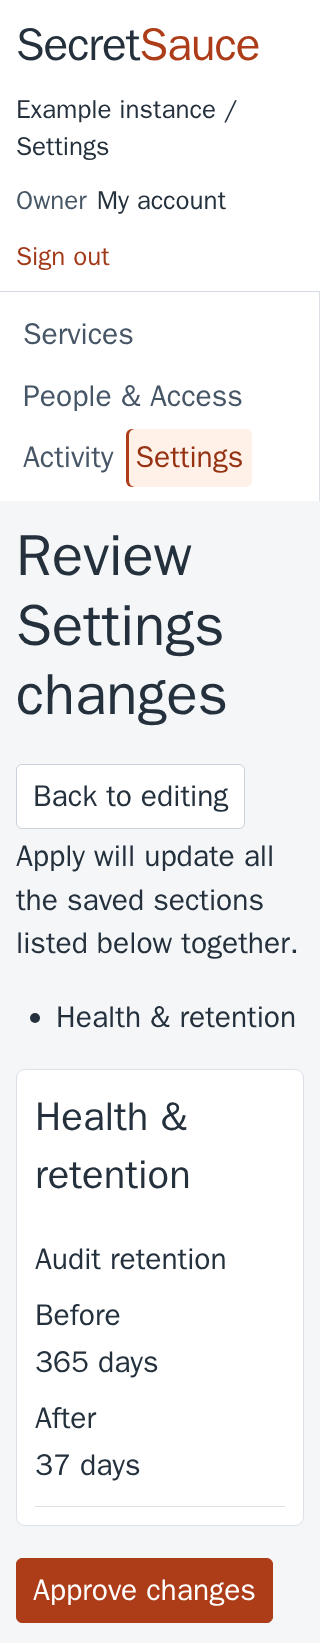 SecretSauce
Example instance /
Settings
Owner My account
Sign out
Services
People & Access
Activity Settings
Review
Settings
changes
Back to editing
Apply will update all
the saved sections
listed below together.
• Health & retention
Health &
retention
Audit retention
Before
365 days
After
37 days
Approve changes